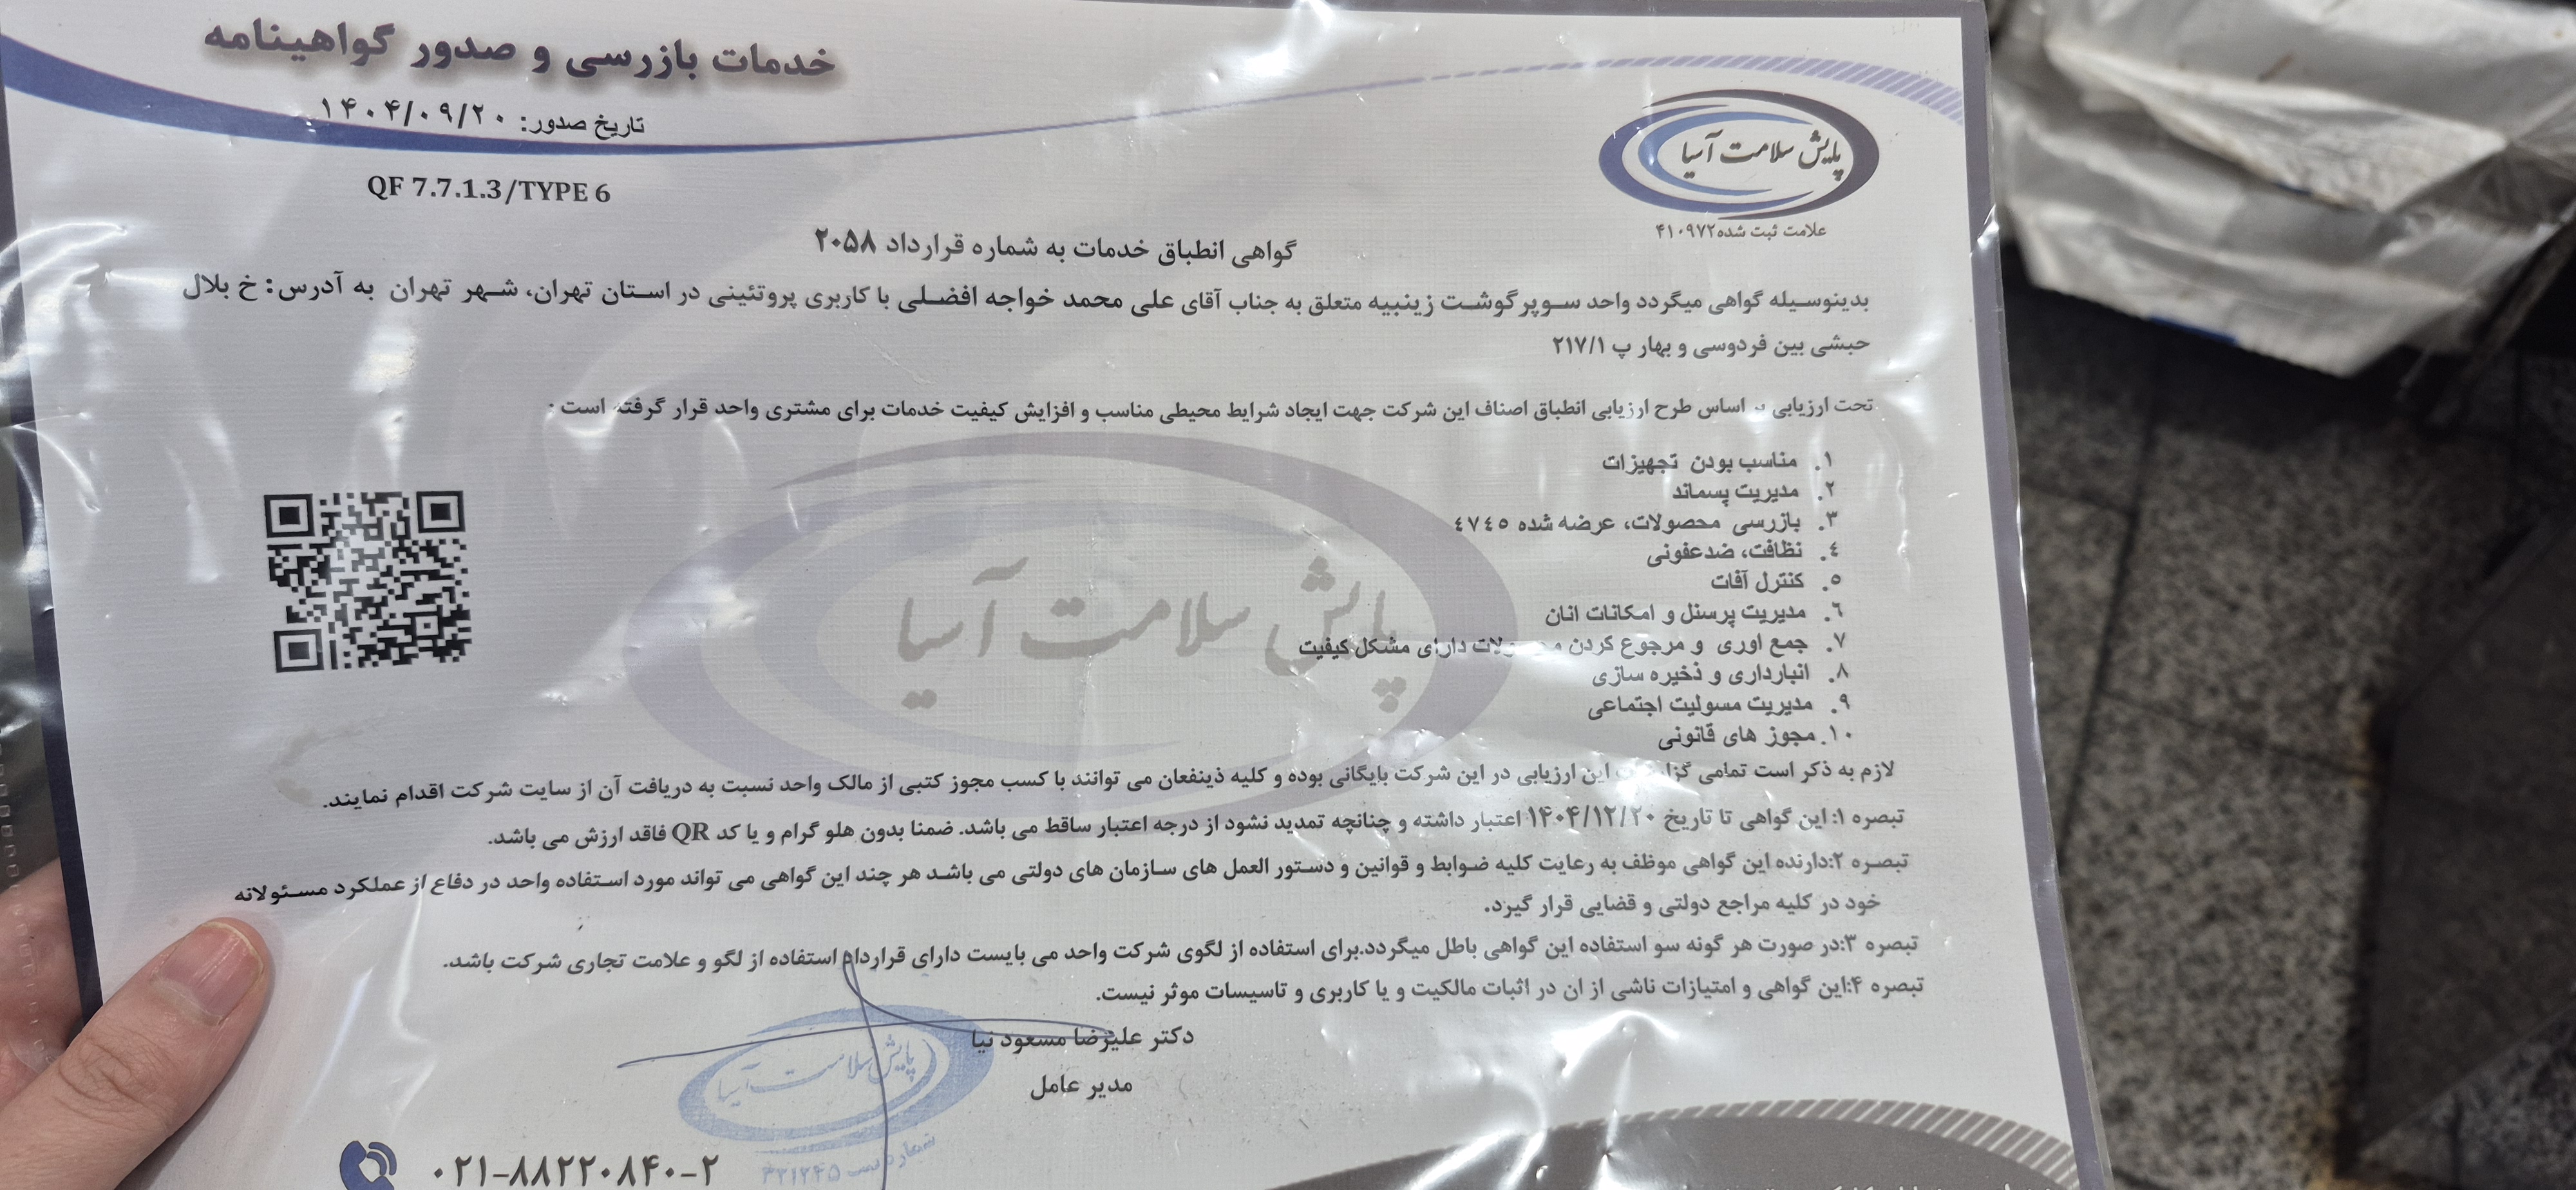 خدمات بازرسی و صدور گواهینامه
تاریخ صدور: ۱۴۰۴/۰۹/۲۰
QF 7.7.1.3/TYPE 6
پایش سلامت آسیا
علامت ثبت شده۴۱۰۹۷۲
گواهی انطباق خدمات به شماره قرارداد ۲۰۵۸
بدینوسیله گواهی میگردد واحد سوپرگوشت زینبیه متعلق به جناب آقای علی محمد خواجه افضلی با کاربری پروتئینی در استان تهران، شهر تهران به آدرس: خ بلال
حبشی بین فردوسی و بهار پ ۲۱۷/۱
تحت ارزیابی بر اساس طرح ارزیابی انطباق اصناف این شرکت جهت ایجاد شرایط محیطی مناسب و افزایش کیفیت خدمات برای مشتری واحد قرار گرفته است :
۱. مناسب بودن تجهیزات
۲. مدیریت پسماند
۳. بازرسی محصولات، عرضه شده ٤٧٤٥
٤. نظافت، ضدعفونی
٥. کنترل آفات
٦. مدیریت پرسنل و امکانات انان
۷. جمع اوری و مرجوع کردن محصولات دارای مشکل کیفیت
۸. انبارداری و ذخیره سازی
۹. مدیریت مسولیت اجتماعی
۱۰. مجوز های قانونی
پایش سلامت آسیا
لازم به ذکر است تمامی این ارزیابی در این شرکت بایگانی بوده و کلیه ذینفعان می توانند با کسب مجوز کتبی از مالک واحد نسبت به دریافت آن از سایت شرکت اقدام نمایند.
تبصره ۱: این گواهی تا تاریخ ۱۴۰۴/۱۲/۲۰ اعتبار داشته و چنانچه تمدید نشود از درجه اعتبار ساقط می باشد. ضمنا بدون هلو گرام و یا کد QR فاقد ارزش می باشد.
تبصره ۲:دارنده این گواهی موظف به رعایت کلیه ضوابط و قوانین و دستور العمل های سازمان های دولتی می باشد هر چند این گواهی می تواند مورد استفاده واحد در دفاع از عملکرد مسئولانه
خود در کلیه مراجع دولتی و قضایی قرار گیرد.
تبصره ۳:در صورت هر گونه سو استفاده این گواهی باطل میگردد.برای استفاده از لگوی شرکت واحد می بایست دارای قرارداد استفاده از لگو و علامت تجاری شرکت باشد.
تبصره ۴:این گواهی و امتیازات ناشی از ان در اثبات مالکیت و یا کاربری و تاسیسات موثر نیست.
دکتر علیرضا مسعود نیا
مدیر عامل
پایش سلامت آسیا
۰۲۱-۸۸۲۲۰۸۴۰-۲